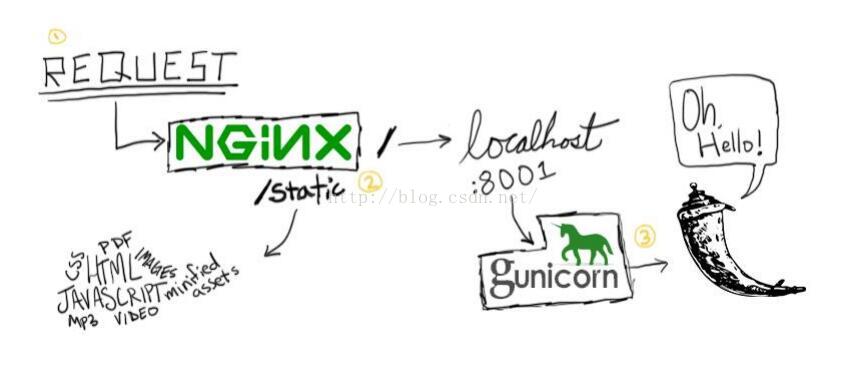 1
REQUEST
NGINX
/
localhost
:8001
/static
2
http://blog.csdn.net/
CSS
PDF
HTML
IMAGES
JAVASCRIPT
minified
assets
MP3
VIDEO
gunicorn
3
Oh,
Hello!